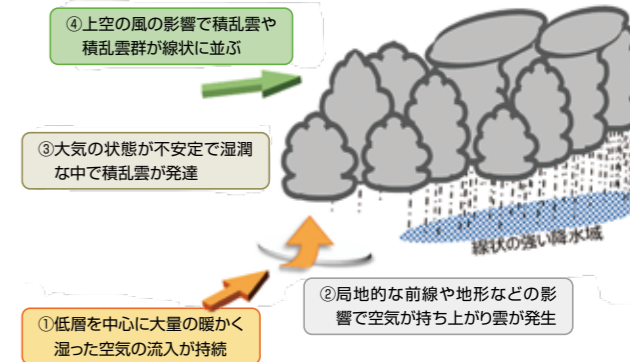 ④上空の風の影響で積乱雲や
積乱雲群が線状に並ぶ
③大気の状態が不安定で湿潤
な中で積乱雲が発達
線状の強い降水域
②局地的な前線や地形などの影
響で空気が持ち上がり雲が発生
①低層を中心に大量の暖かく
湿った空気の流入が持続